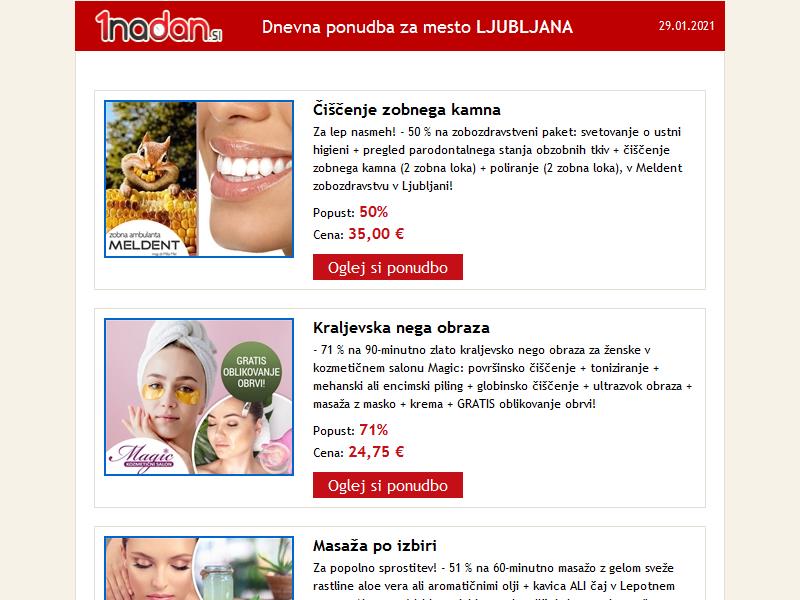 1nadan.si
Dnevna ponudba za mesto LJUBLJANA
29.01.2021
Čiščenje zobnega kamna
Za lep nasmeh! - 50 % na zobozdravstveni paket: svetovanje o ustni
higieni + pregled parodontalnega stanja obzobnih tkiv + čiščenje
zobnega kamna (2 zobna loka) + poliranje (2 zobna loka), v Meldent
zobozdravstvu v Ljubljani!
zobna ambulanta
MELDENT
Popust: 50%
Cena: 35,00 €
Oglej si ponudbo
Kraljevska nega obraza
- 71 % na 90-minutno zlato kraljevsko nego obraza za ženske v
kozmetičnem salonu Magic: površinsko čiščenje + toniziranje +
mehanski ali encimski piling + globinsko čiščenje + ultrazvok obraza +
masaža z masko + krema + GRATIS oblikovanje obrvi!
GRATIS
OBLIKOVANJE
OBRVI!
Magic
KOZMETIČNI SALON
Popust: 71%
Cena: 24,75 €
Oglej si ponudbo
Masaža po izbiri
Za popolno sprostitev! - 51 % na 60-minutno masažo z gelom sveže
rastline aloe vera ali aromatičnimi olji + kavica ALI čaj v Lepotnem